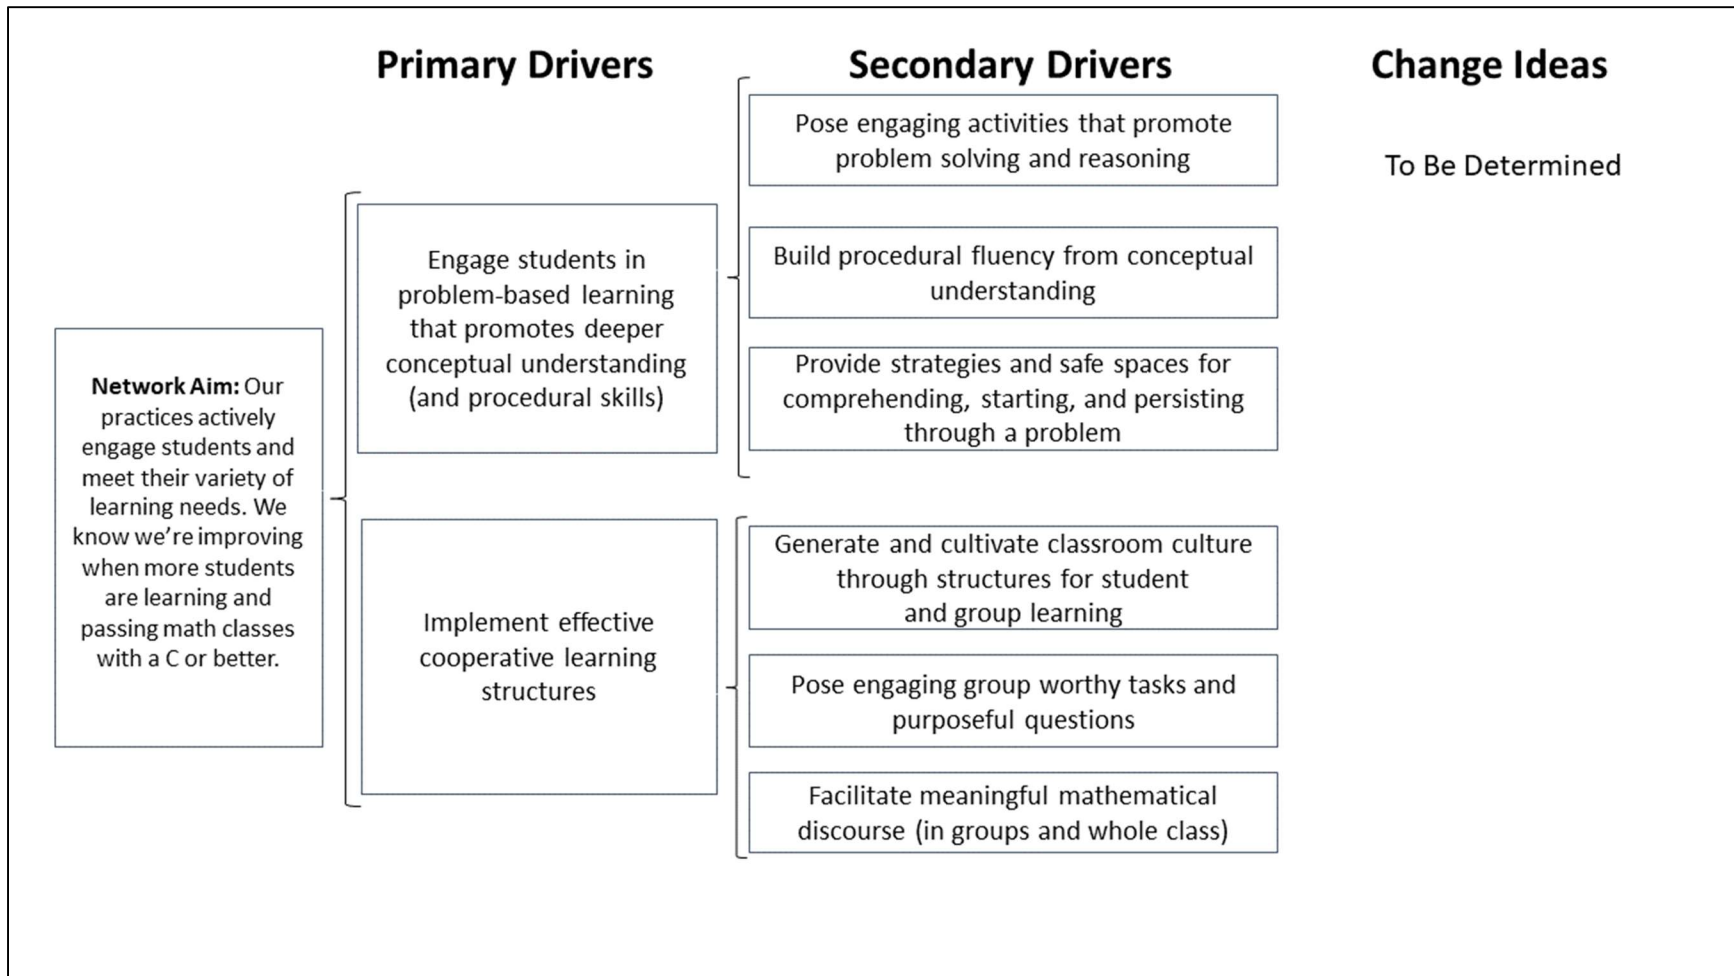 Primary Drivers
Secondary Drivers
Change Ideas
Network Aim: Our
practices actively
engage students and
meet their variety of
learning needs. We
know we're improving
when more students
are learning and
passing math classes
with a C or better.
Engage students in
problem-based learning
that promotes deeper
conceptual understanding
(and procedural skills)
Pose engaging activities that promote
problem solving and reasoning
Build procedural fluency from conceptual
understanding
Provide strategies and safe spaces for
comprehending, starting, and persisting
through a problem
Implement effective
cooperative learning
structures
Generate and cultivate classroom culture
through structures for student
and group learning
Pose engaging group worthy tasks and
purposeful questions
Facilitate meaningful mathematical
discourse (in groups and whole class)
To Be Determined